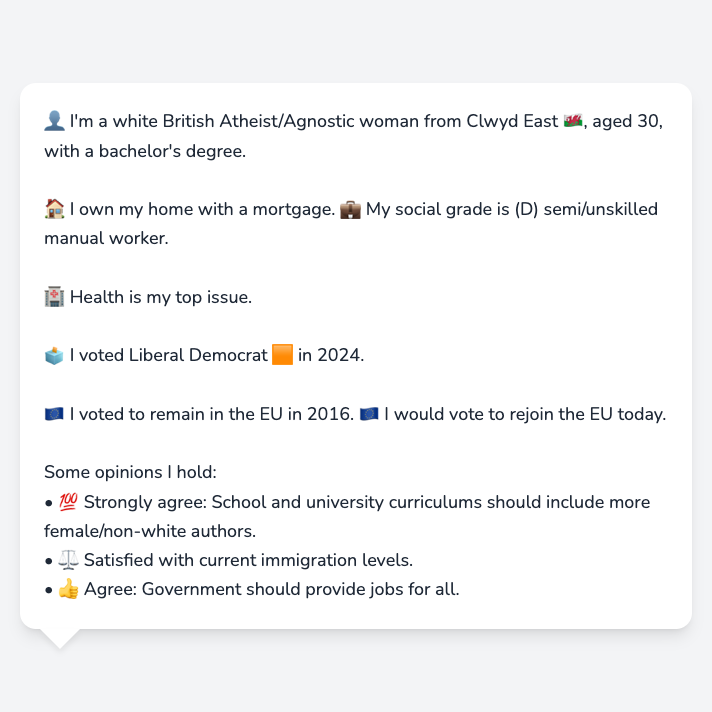 👤 I'm a white British Atheist/Agnostic woman from Clwyd East 🏴󠁧󠁢󠁷󠁬󠁳󠁿, aged 30,
with a bachelor's degree.
🏠 I own my home with a mortgage. 💼 My social grade is (D) semi/unskilled
manual worker.
🏥 Health is my top issue.
🗳️ I voted Liberal Democrat 🟧 in 2024.
🇪🇺 I voted to remain in the EU in 2016. 🇪🇺 I would vote to rejoin the EU today.
Some opinions I hold:
• 💯 Strongly agree: School and university curriculums should include more
female/non-white authors.
• ⚖️ Satisfied with current immigration levels.
• 👍 Agree: Government should provide jobs for all.